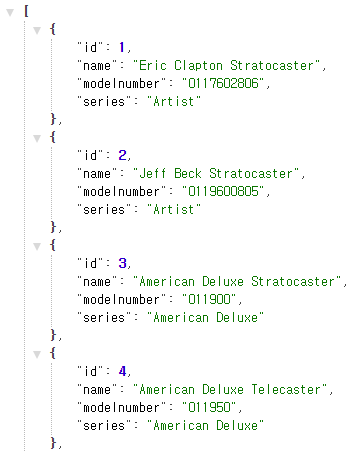 [
{
"id": 1,
"name": "Eric Clapton Stratocaster",
"modelnumber": "0117602806",
"series": "Artist"
},
{
"id": 2,
"name": "Jeff Beck Stratocaster",
"modelnumber": "0119600805",
"series": "Artist"
},
{
"id": 3,
"name": "American Deluxe Stratocaster",
"modelnumber": "011900",
"series": "American Deluxe"
},
{
"id": 4,
"name": "American Deluxe Telecaster",
"modelnumber": "011950",
"series": "American Deluxe"
},